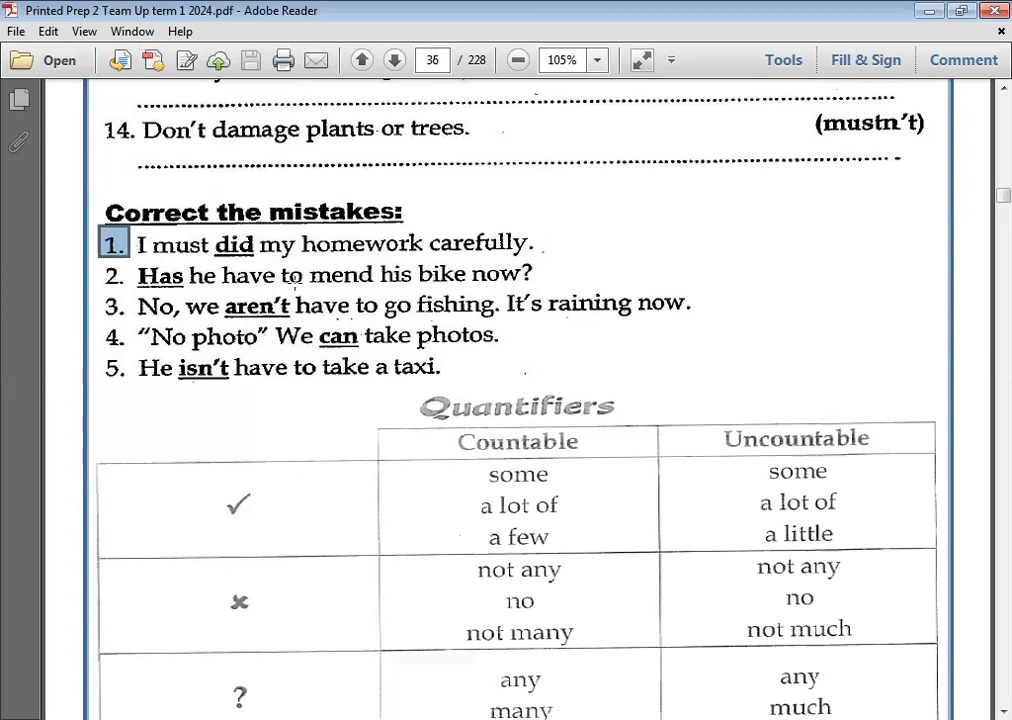 Printed Prep 2 Team Up term 1 2024.pdf - Adobe Reader
File Edit View Window Help
Open 36 / 228 105% Tools Fill & Sign Comment
14. Don't damage plants or trees. (mustn't)
Correct the mistakes:
1. I must did my homework carefully.
2. Has he have to mend his bike now?
3. No, we aren't have to go fishing. It's raining now.
4. "No photo" We can take photos.
5. He isn't have to take a taxi.
Quantifiers
Countable Uncountable
some some
a lot of a lot of
✓
a few a little
not any not any
× no no
not many not much
? any any
many much